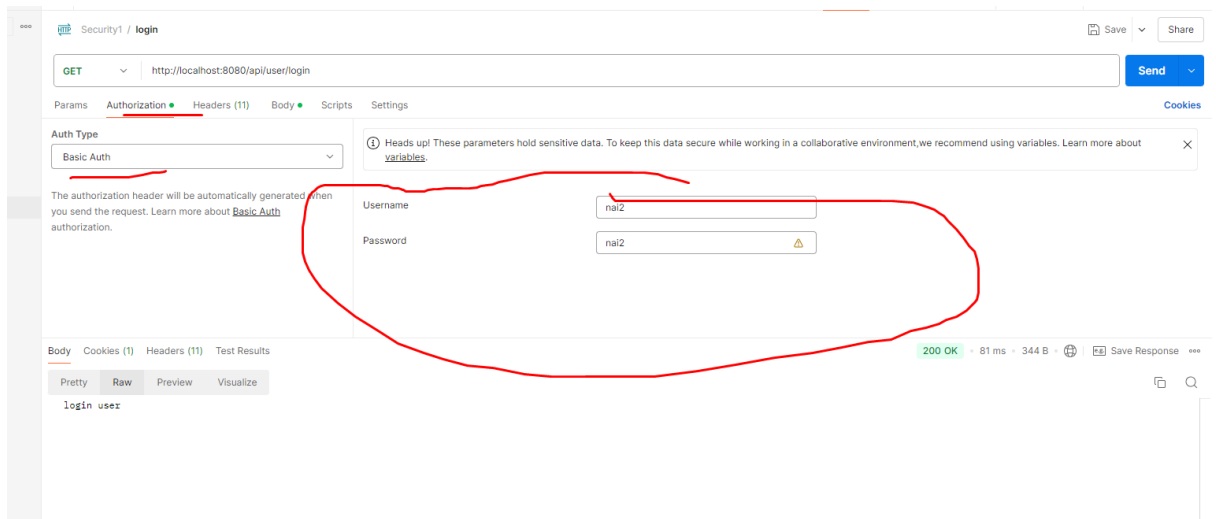 HTTP Security1 / login Save Share
GET http://localhost:8080/api/user/login Send
Params Authorization Headers (11) Body Scripts Settings Cookies
Auth Type
Basic Auth
Heads up! These parameters hold sensitive data. To keep this data secure while working in a collaborative environment,we recommend using variables. Learn more about
variables.
The authorization header will be automatically generated when
you send the request. Learn more about Basic Auth
authorization.
Username nai2
Password nai2
Body Cookies (1) Headers (11) Test Results 200 OK 81 ms 344 B Save Response
Pretty Raw Preview Visualize
login user